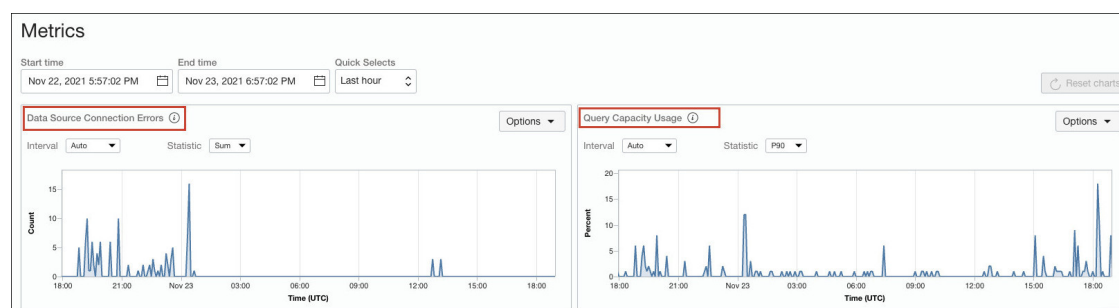 Metrics
Start time End time Quick Selects
Nov 22, 2021 5:57:02 PM Nov 23, 2021 6:57:02 PM Last hour
Reset charts
Data Source Connection Errors Options
Interval Auto Statistic Sum
15
10
5
0
Count
18:00 21:00 Nov 23 03:00 06:00 09:00 12:00 15:00 18:00
Time (UTC)
Query Capacity Usage Options
Interval Auto Statistic P90
20
15
10
5
0
Percent
18:00 21:00 Nov 23 03:00 06:00 09:00 12:00 15:00 18:00
Time (UTC)